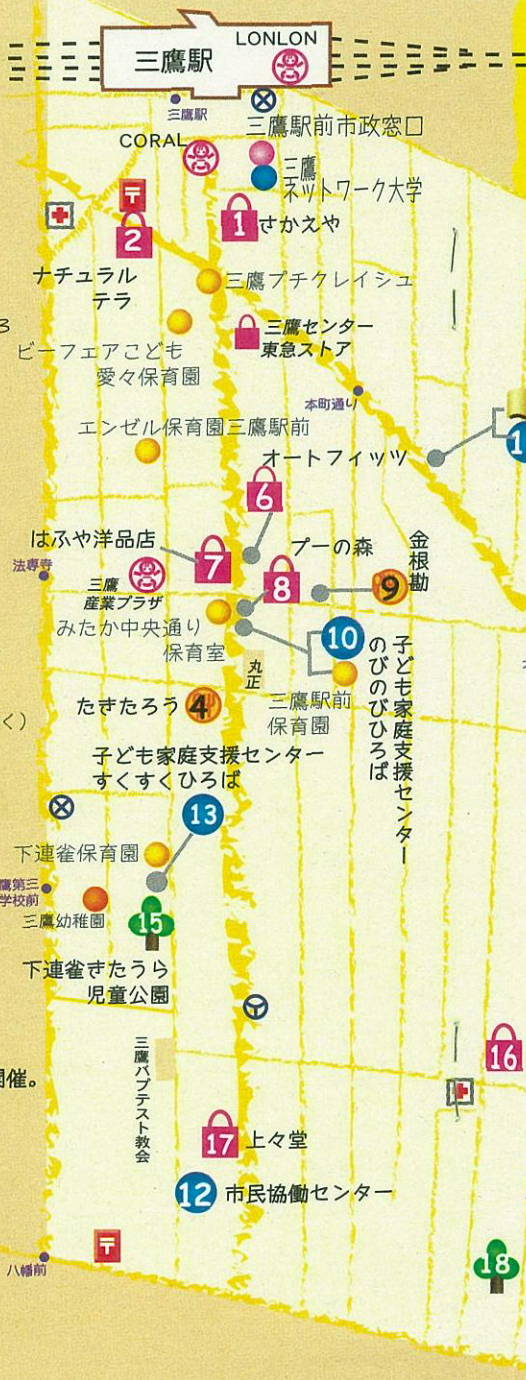 LONLON
三鷹駅
三鷹駅
三鷹駅前市政窓口
CORAL
三鷹
ネットワーク大学
〒
1
さかえや
2
ナチュラル
テラ
三鷹プチクレイシュ
3
ビーフェアこども
愛々保育園
三鷹センター
東急ストア
本町通り
エンゼル保育園三鷹駅前
1
オートフィッツ
6
はふや洋品店
7
プーの森
8
9
金根勘
法専寺
三鷹
産業プラザ
みたか中央通り
保育室
10
子ども家庭支援センター
のびのびひろば
丸正
三鷹駅前
保育園
たきたろう
4
く)
子ども家庭支援センター
すくすくひろば
13
下連雀保育園
鷹第三
学校前
三鷹幼稚園
15
下連雀きたうら
児童公園
三鷹バプテスト教会
16
開催。
17
上々堂
12
市民協働センター
〒
八幡前
18